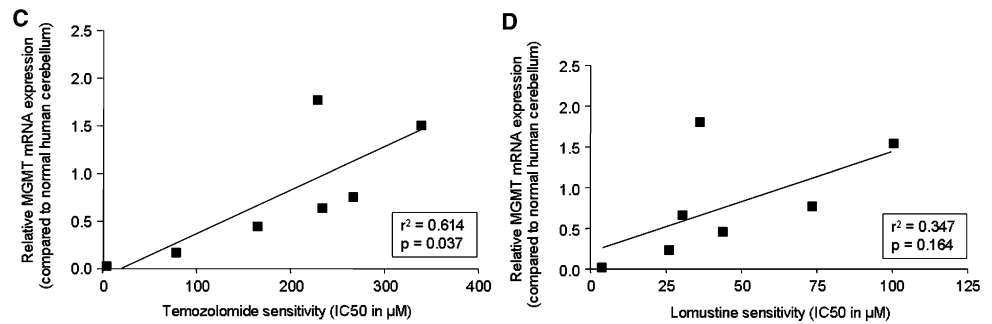 C
Relative MGMT mRNA expression
(compared to normal human cerebellum)
2.5
2.0
1.5
1.0
0.5
0.0
0
100
200
300
400
r² = 0.614
p = 0.037
Temozolomide sensitivity (IC50 in µM)
D
Relative MGMT mRNA expression
(compared to normal human cerebellum)
2.5
2.0
1.5
1.0
0.5
0.0
0
25
50
75
100
125
r² = 0.347
p = 0.164
Lomustine sensitivity (IC50 in µM)